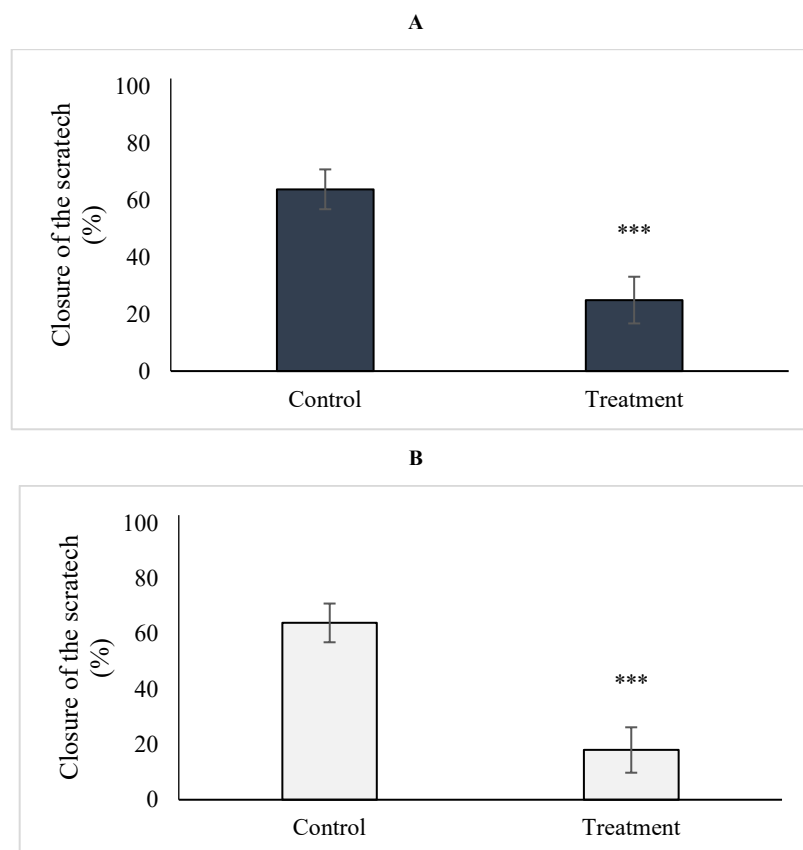 A
Closure of the scratech
(%)
100
80
60
40
20
0
***
Control
Treatment
B
Closure of the scratech
(%)
100
80
60
40
20
0
***
Control
Treatment